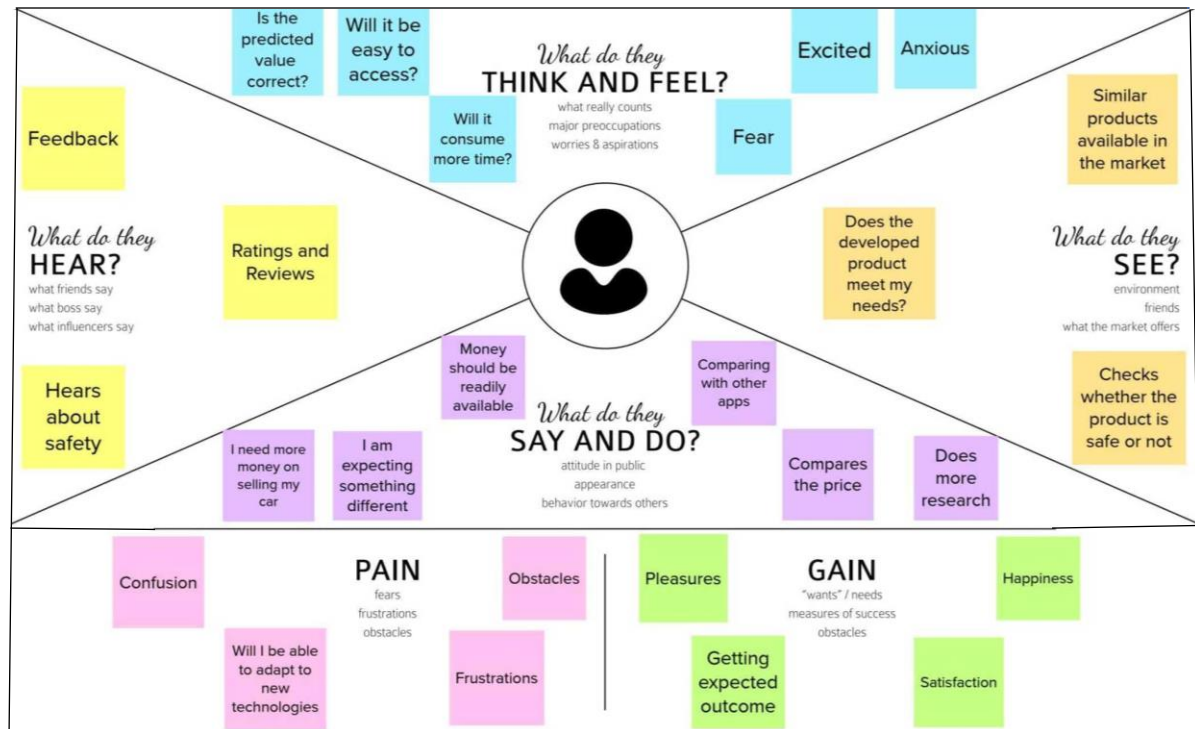 Is the
predicted
value
correct?
Will it be
easy to
access?
Will it
consume
more time?
What do they
THINK AND FEEL?
what really counts
major preoccupations
worries & aspirations
Excited
Anxious
Fear
Feedback
Ratings and
Reviews
What do they
HEAR?
what friends say
what boss say
what influencers say
Hears
about
safety
Similar
products
available in
the market
Does the
developed
product
meet my
needs?
What do they
SEE?
environment
friends
what the market offers
Checks
whether the
product is
safe or not
Money
should be
readily
available
I need more
money on
selling my
car
I am
expecting
something
different
What do they
SAY AND DO?
attitude in public
appearance
behavior towards others
Comparing
with other
apps
Compares
the price
Does
more
research
Confusion
PAIN
fears
frustrations
obstacles
Obstacles
Will I be able
to adapt to
new
technologies
Frustrations
Pleasures
GAIN
"wants" / needs
measures of success
obstacles
Happiness
Getting
expected
outcome
Satisfaction